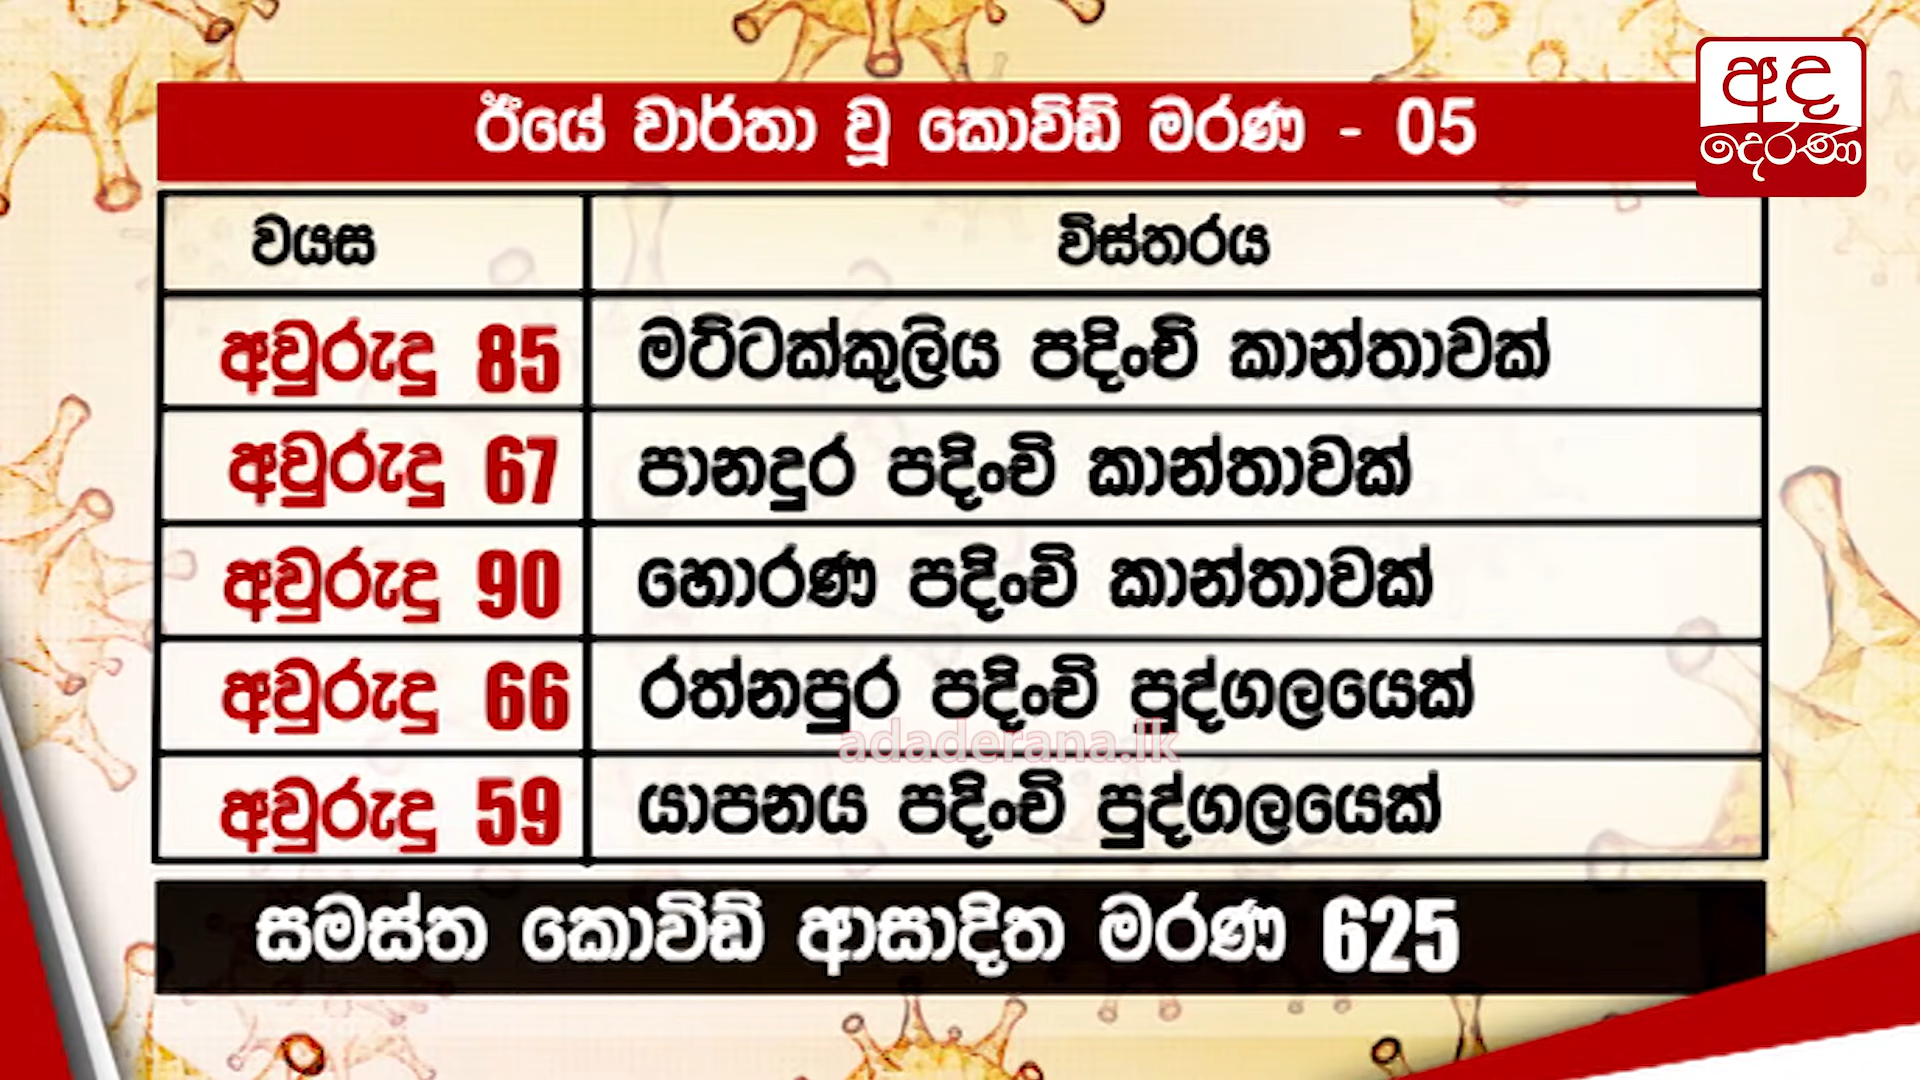 අද
දෙරණ
ඊයේ වාර්තා වූ කොවිඩ් මරණ - 05
වයස විස්තරය
අවුරුදු 85 මට්ටක්කුලිය පදිංචි කාන්තාවක්
අවුරුදු 67 පානදුර පදිංචි කාන්තාවක්
අවුරුදු 90 හොරණ පදිංචි කාන්තාවක්
අවුරුදු 66 රත්නපුර පදිංචි පුද්ගලයෙක්
adaderana.lk
අවුරුදු 59 යාපනය පදිංචි පුද්ගලයෙක්
සමස්ත කොවිඩ් ආසාදිත මරණ 625